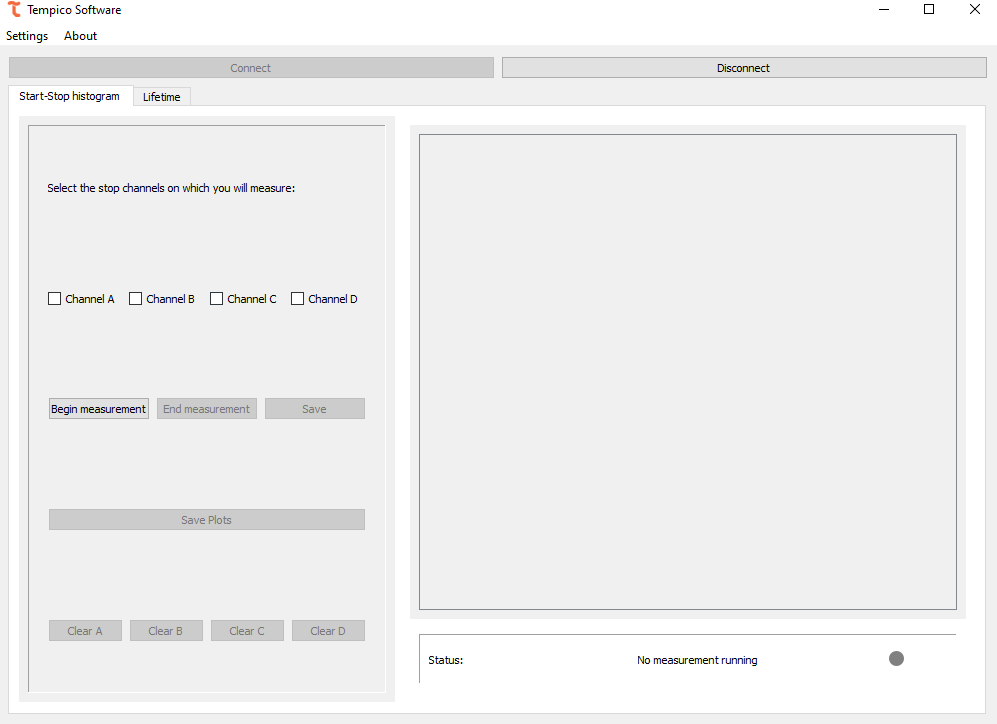 Tempico Software
Settings About
Connect Disconnect
Start-Stop histogram Lifetime
Select the stop channels on which you will measure:
Channel A Channel B Channel C Channel D
Begin measurement End measurement Save
Save Plots
Clear A Clear B Clear C Clear D
Status: No measurement running